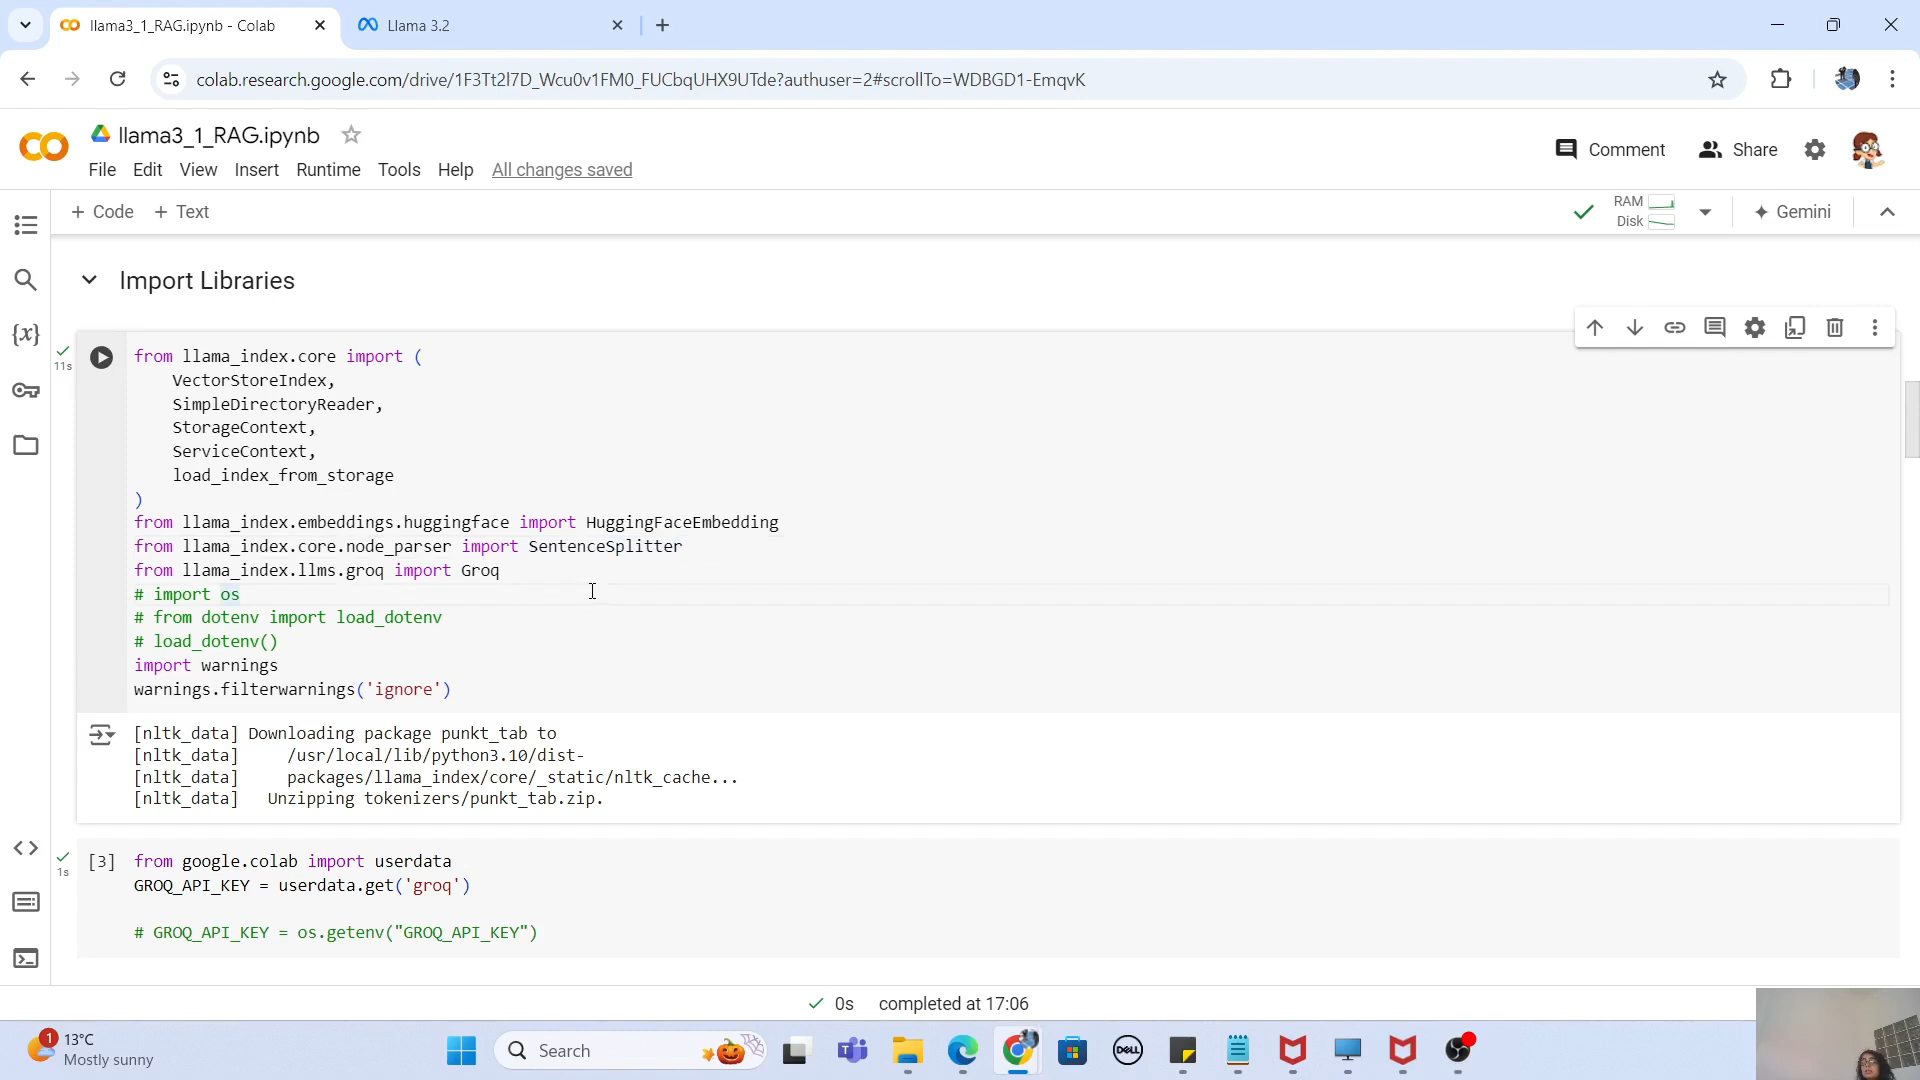 llama3_1_RAG.ipynb - Colab
Llama 3.2
colab.research.google.com/drive/1F3Tt2l7D_Wcu0v1FM0_FUCbqUHX9UTde?authuser=2#scrollTo=WDBGD1-EmqvK
llama3_1_RAG.ipynb
Comment
Share
File Edit View Insert Runtime Tools Help All changes saved
+ Code + Text
RAM
Disk
Gemini
Import Libraries
11s
from llama_index.core import (
VectorStoreIndex,
SimpleDirectoryReader,
StorageContext,
ServiceContext,
load_index_from_storage
)
from llama_index.embeddings.huggingface import HuggingFaceEmbedding
from llama_index.core.node_parser import SentenceSplitter
from llama_index.llms.groq import Groq
# import os
# from dotenv import load_dotenv
# load_dotenv()
import warnings
warnings.filterwarnings('ignore')
[nltk_data] Downloading package punkt_tab to
[nltk_data] /usr/local/lib/python3.10/dist-
[nltk_data] packages/llama_index/core/_static/nltk_cache...
[nltk_data] Unzipping tokenizers/punkt_tab.zip.
1s
[3] from google.colab import userdata
GROQ_API_KEY = userdata.get('groq')
# GROQ_API_KEY = os.getenv("GROQ_API_KEY")
0s completed at 17:06
1
13°C
Mostly sunny
Search
DELL